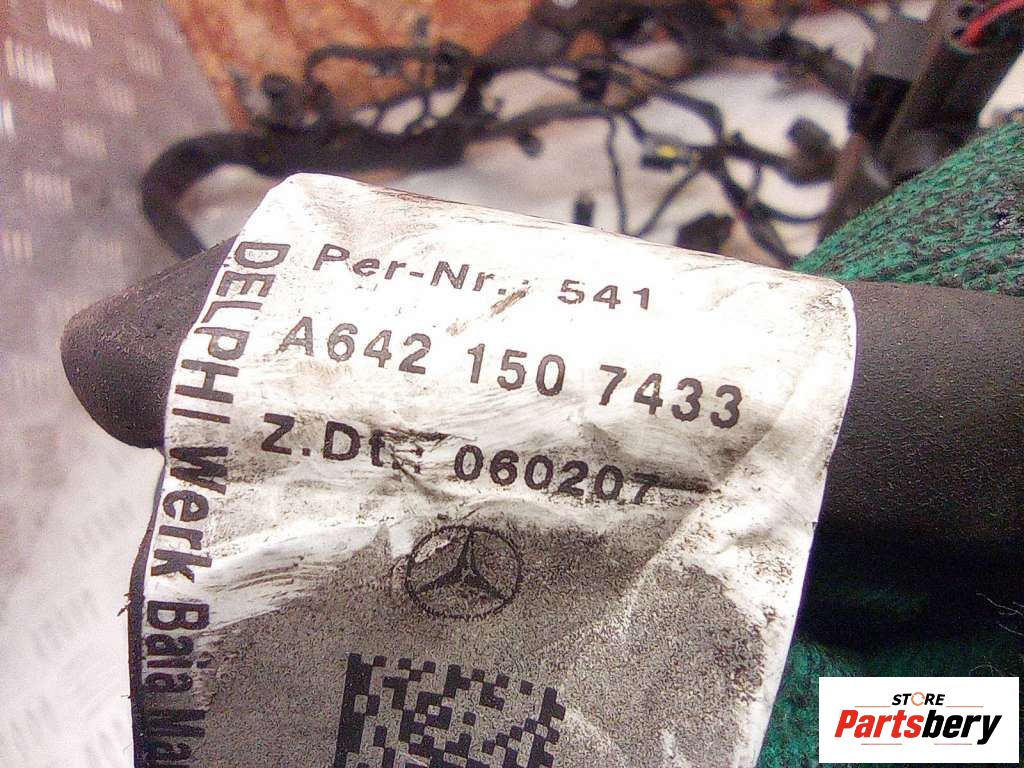 Per-Nr.: 541
A642 150 7433
Z.Dt.: 060207
DELPHI Werk Baia
STORE
Partsbery